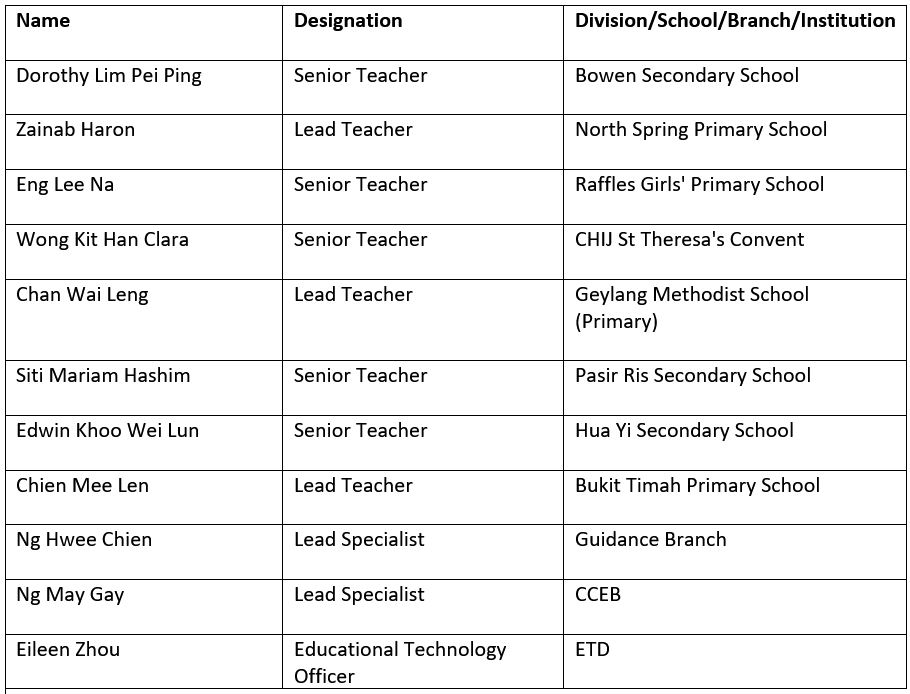 Name Designation Division/School/Branch/Institution
Dorothy Lim Pei Ping Senior Teacher Bowen Secondary School
Zainab Haron Lead Teacher North Spring Primary School
Eng Lee Na Senior Teacher Raffles Girls' Primary School
Wong Kit Han Clara Senior Teacher CHIJ St Theresa's Convent
Chan Wai Leng Lead Teacher Geylang Methodist School
(Primary)
Siti Mariam Hashim Senior Teacher Pasir Ris Secondary School
Edwin Khoo Wei Lun Senior Teacher Hua Yi Secondary School
Chien Mee Len Lead Teacher Bukit Timah Primary School
Ng Hwee Chien Lead Specialist Guidance Branch
Ng May Gay Lead Specialist CCEB
Eileen Zhou Educational Technology ETD
Officer